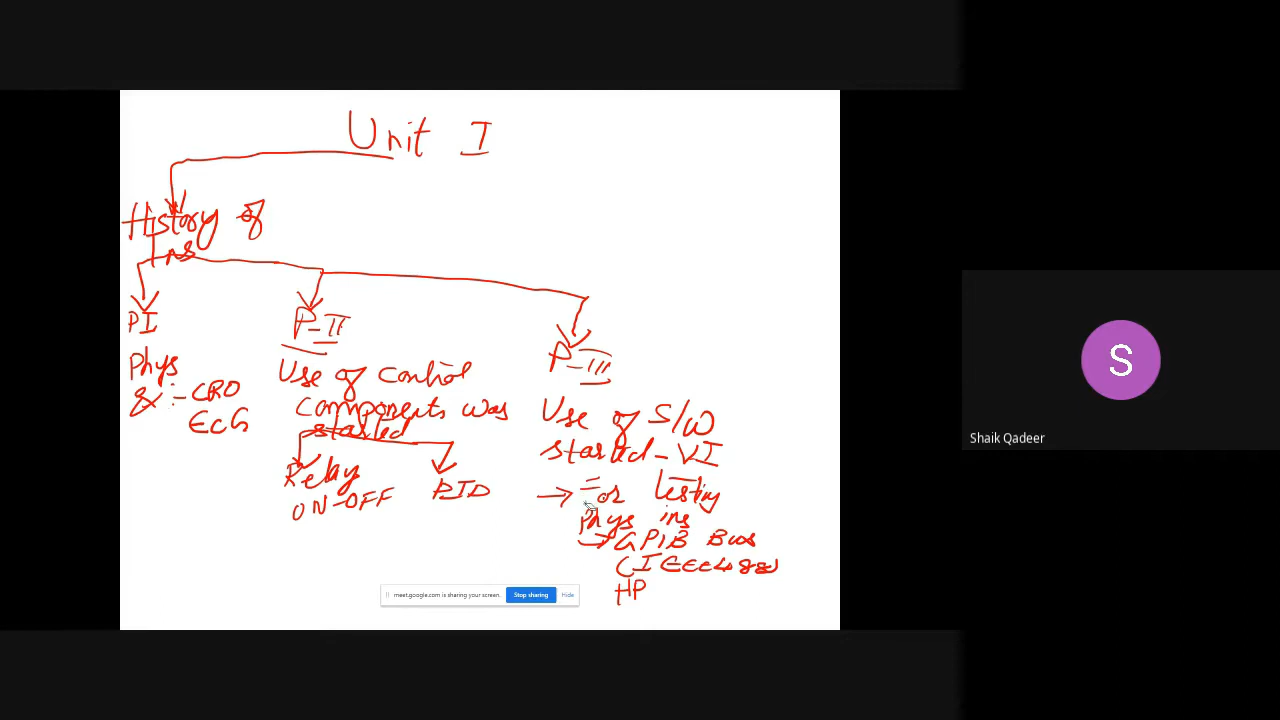 Unit I
History of
Ins
PI
Phys
Ex :- CRO
ECG
P-II
Use of control
components was
started
Relay
ON-OFF
PID
P-III
Use of S/W
started - VI
→ For Testing
Phys ins
→ GPIB Bus
(IEEE488)
HP
meet.google.com is sharing your screen.
Stop sharing
Hide
S
Shaik Qadeer